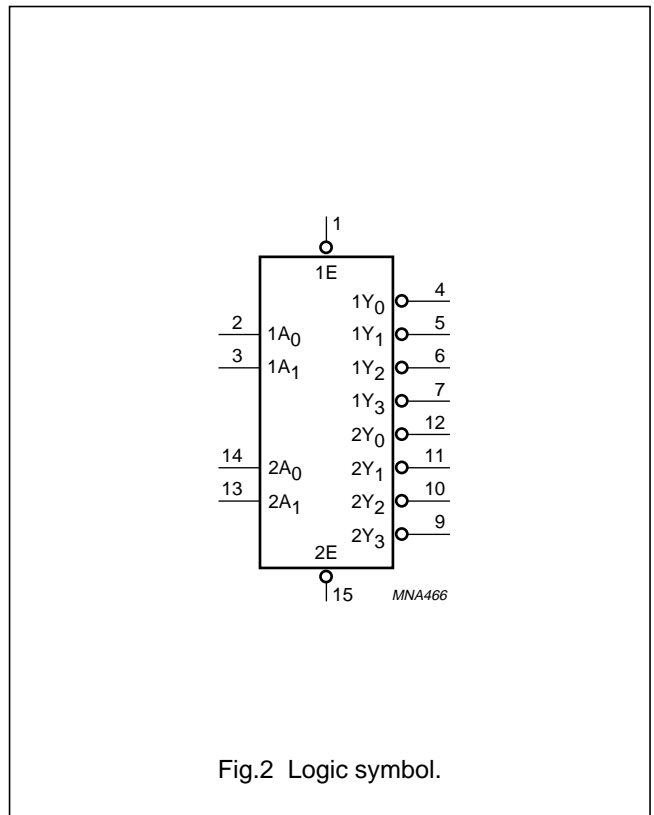 1
1E
1Y0 4
2 1A0 1Y1 5
3 1A1 1Y2 6
1Y3 7
2Y0 12
14 2A0 2Y1 11
13 2A1 2Y2 10
2Y3 9
2E
15 MNA466
Fig.2 Logic symbol.